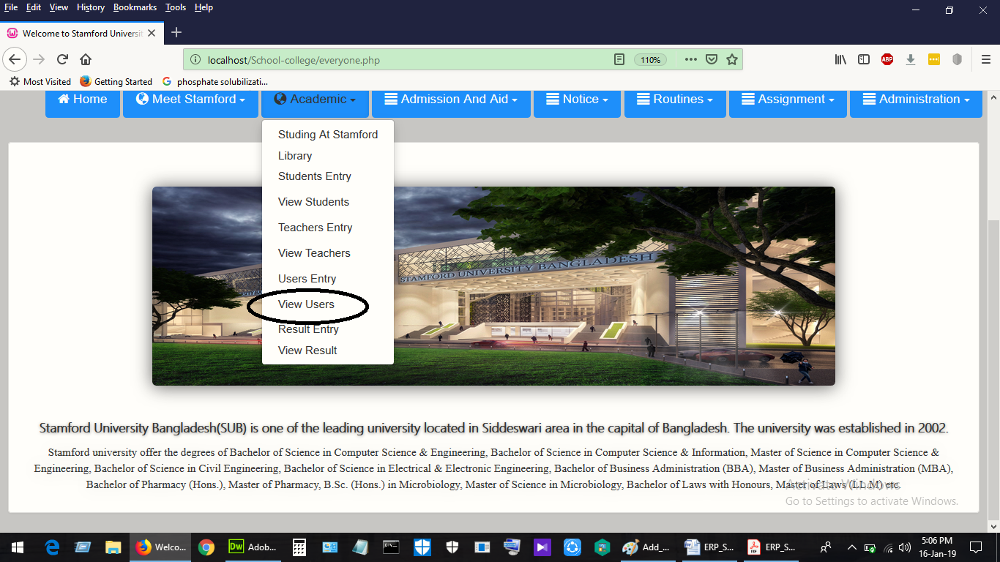 File Edit View History Bookmarks Tools Help
Welcome to Stamford Universit
localhost/School-college/everyone.php
110%
ABP
Most Visited Getting Started phosphate solubilizati...
Home Meet Stamford Academic Admission And Aid Notice Routines Assignment Administration
Studing At Stamford
Library
Students Entry
View Students
Teachers Entry
View Teachers
Users Entry
View Users
Result Entry
View Result
STAMFORD UNIVERSITY BANGLADESH
Stamford University Bangladesh(SUB) is one of the leading university located in Siddeswari area in the capital of Bangladesh. The university was established in 2002.
Stamford university offer the degrees of Bachelor of Science in Computer Science & Engineering, Bachelor of Science in Computer Science & Information, Master of Science in Computer Science &
Engineering, Bachelor of Science in Civil Engineering, Bachelor of Science in Electrical & Electronic Engineering, Bachelor of Business Administration (BBA), Master of Business Administration (MBA),
Bachelor of Pharmacy (Hons.), Master of Pharmacy, B.Sc. (Hons.) in Microbiology, Master of Science in Microbiology, Bachelor of Laws with Honours, Master of Laws (LL.M) etc.
Activate Windows
Go to Settings to activate Windows.
Welco... Dw Adob... Add_... ERP_S... ERP_S...
5:06 PM
16-Jan-19